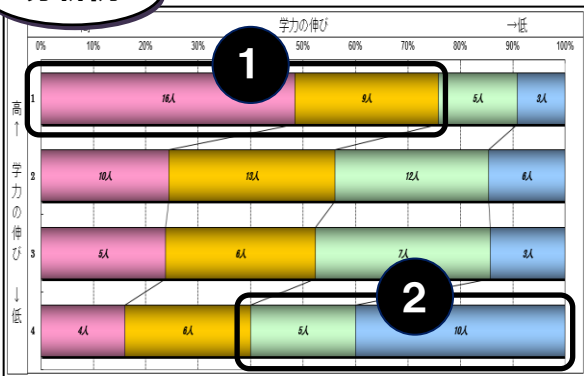 学力の伸び →低
0% 10% 20% 30% 40% 50% 60% 70% 80% 90% 100%
1
高↑ 学力の伸び ↓低
1 16人 9人 5人 3人
2 10人 13人 12人 6人
3 5人 6人 7人 3人
2
4 4人 6人 5人 10人